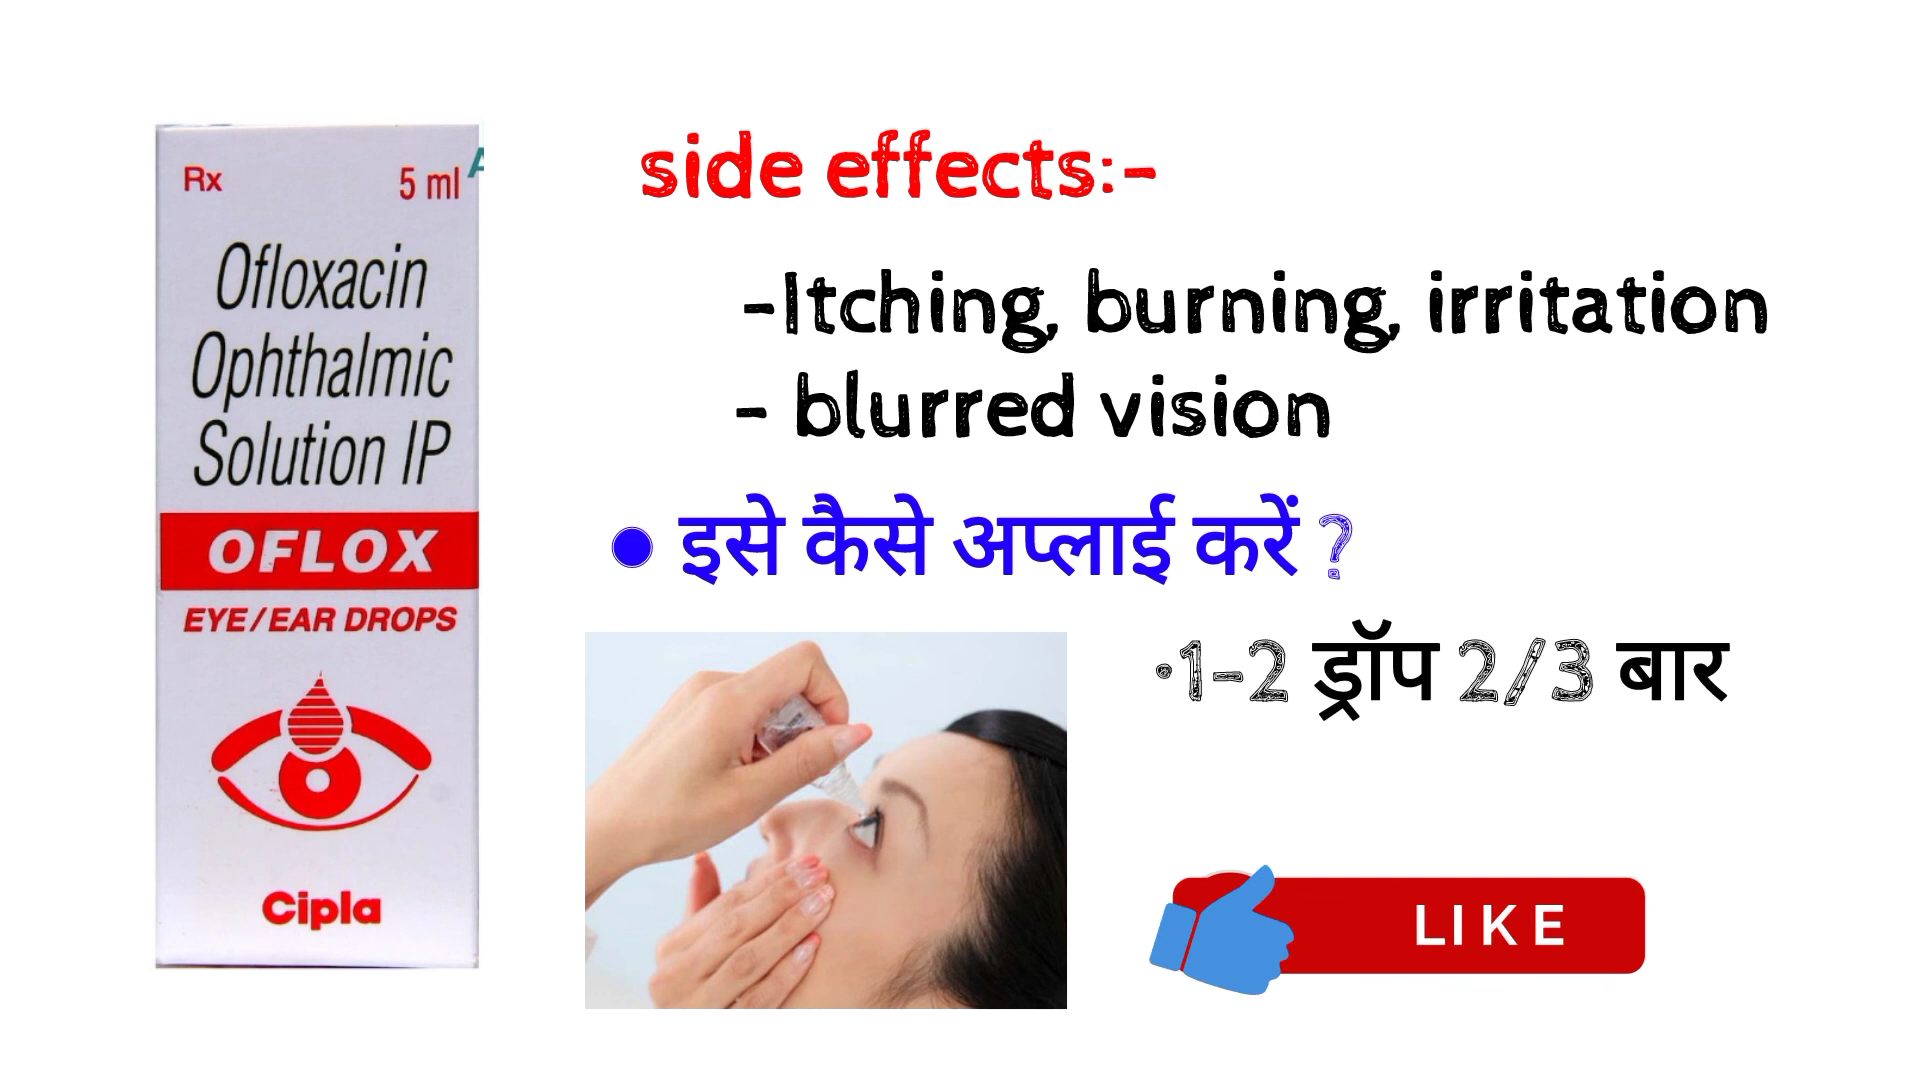 Rx 5 ml
Ofloxacin
Ophthalmic
Solution IP
OFLOX
EYE/EAR DROPS
Cipla
side effects:-
-Itching, burning, irritation
- blurred vision
• इसे कैसे अप्लाई करें ?
•1-2 ड्रॉप 2/3 बार
LIKE